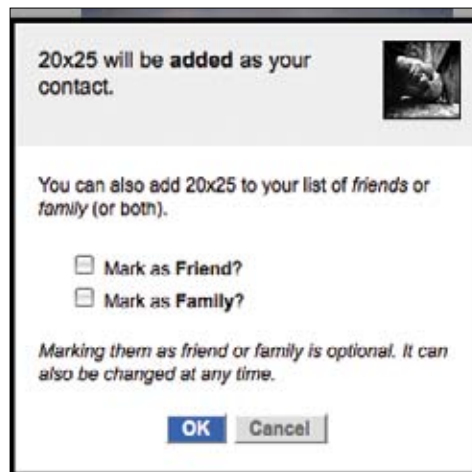 20x25 will be added as your
contact.
You can also add 20x25 to your list of friends or
family (or both).
Mark as Friend?
Mark as Family?
Marking them as friend or family is optional. It can
also be changed at any time.
OK Cancel